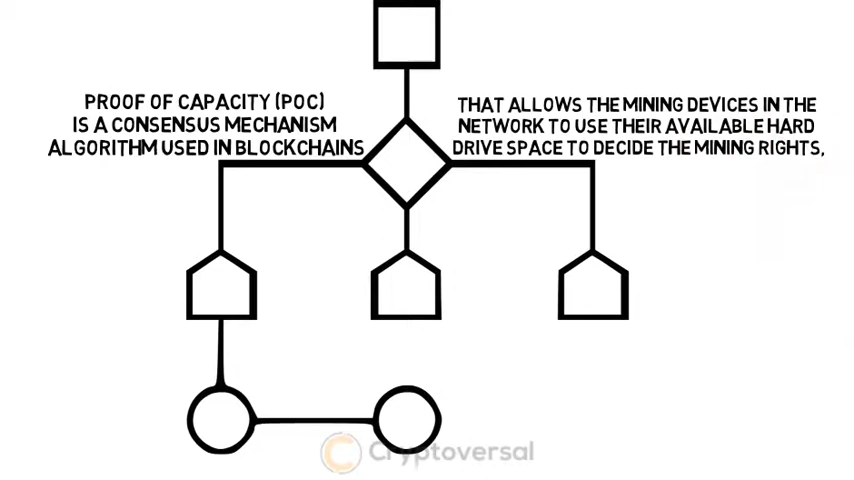 PROOF OF CAPACITY (POC)
IS A CONSENSUS MECHANISM
ALGORITHM USED IN BLOCKCHAINS
THAT ALLOWS THE MINING DEVICES IN THE
NETWORK TO USE THEIR AVAILABLE HARD
DRIVE SPACE TO DECIDE THE MINING RIGHTS,
Cryptoversal